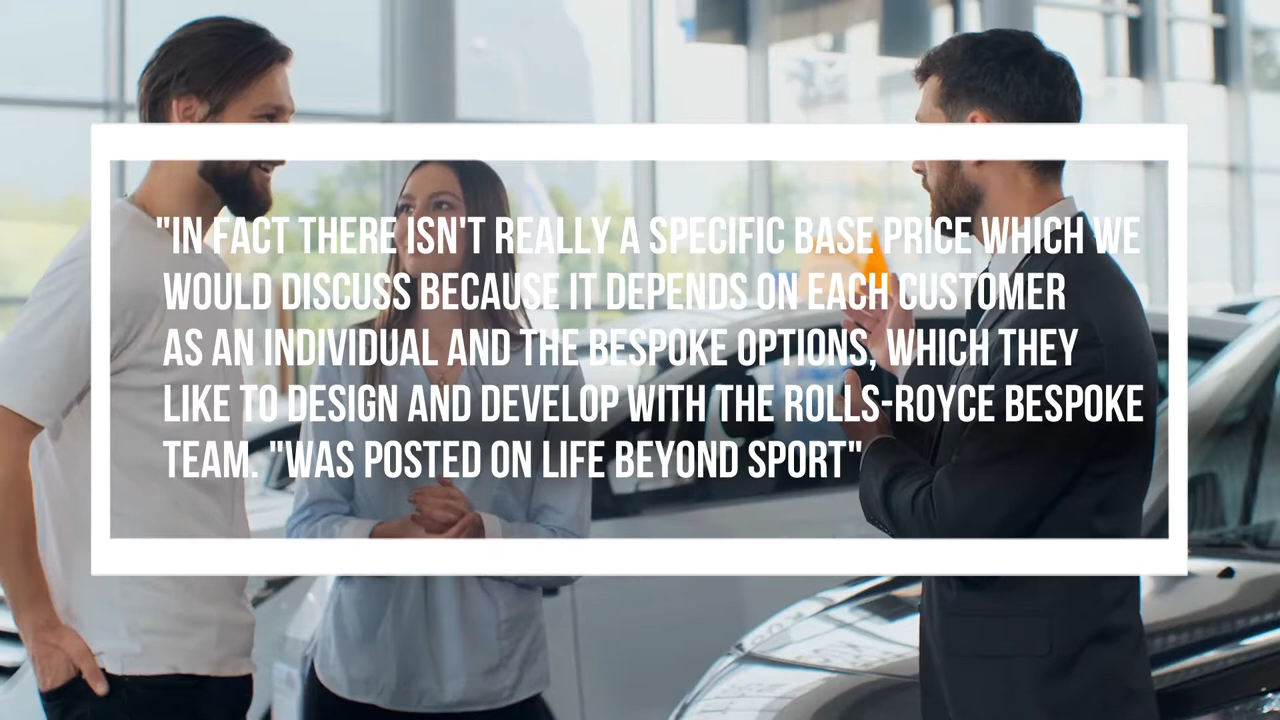 "IN FACT THERE ISN'T REALLY A SPECIFIC BASE PRICE WHICH WE
WOULD DISCUSS BECAUSE IT DEPENDS ON EACH CUSTOMER
AS AN INDIVIDUAL AND THE BESPOKE OPTIONS, WHICH THEY
LIKE TO DESIGN AND DEVELOP WITH THE ROLLS-ROYCE BESPOKE
TEAM. "WAS POSTED ON LIFE BEYOND SPORT"